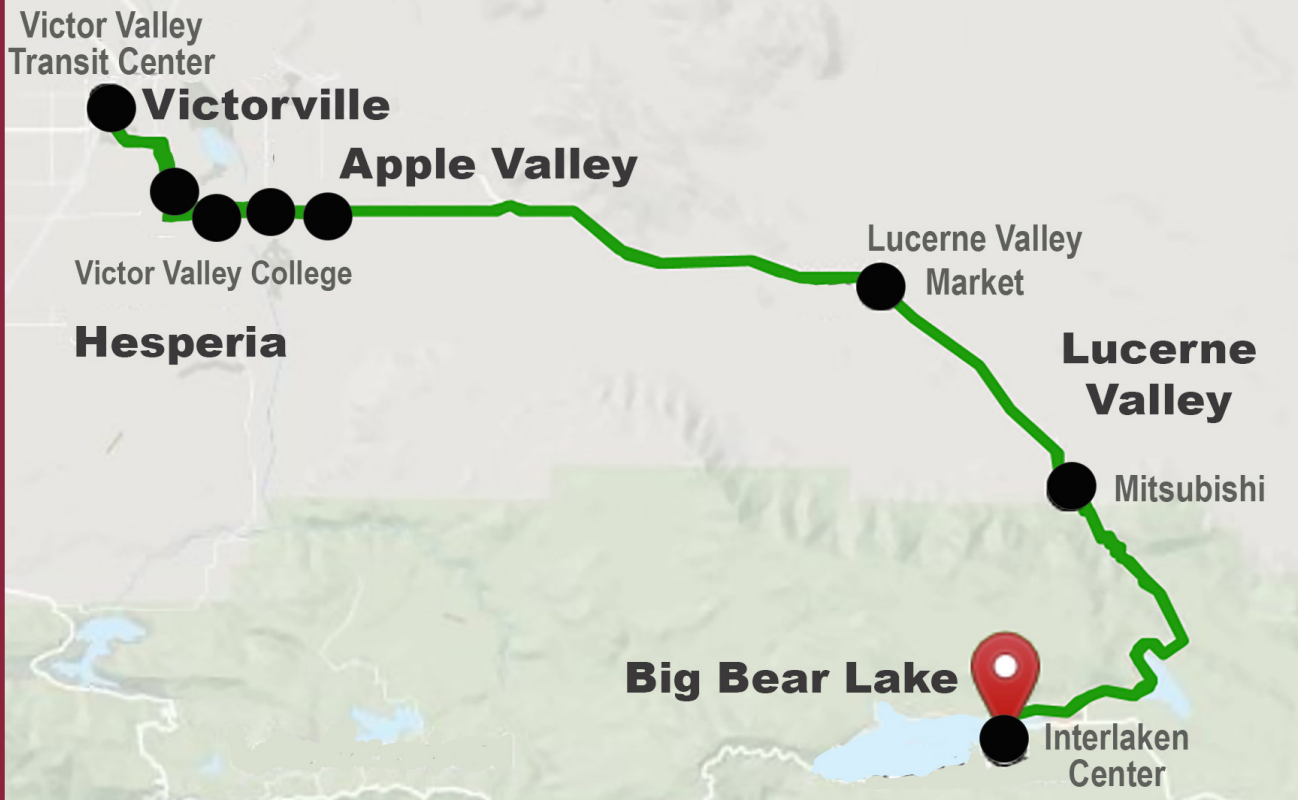 Victor Valley
Transit Center
Victorville
Apple Valley
Victor Valley College
Hesperia
Lucerne Valley
Market
Lucerne
Valley
Mitsubishi
Big Bear Lake
Interlaken
Center